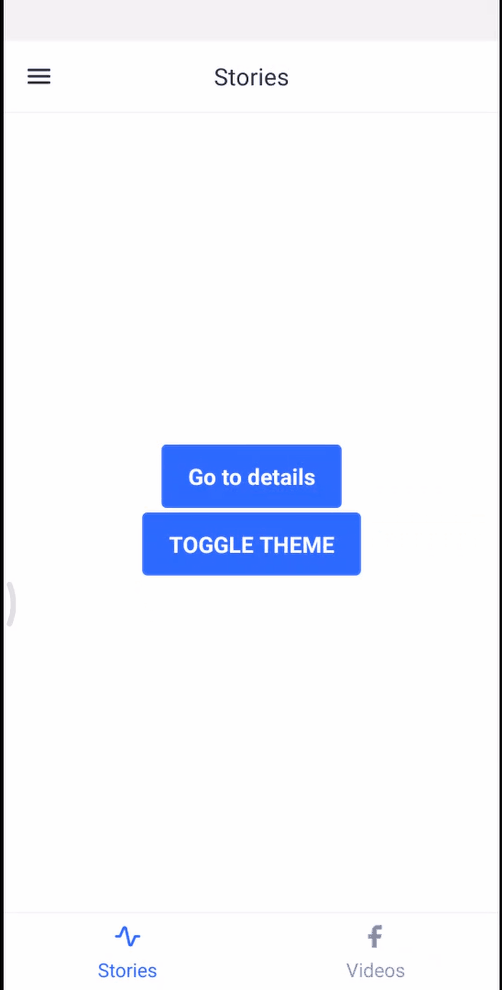 Stories
Go to details
TOGGLE THEME
Stories
Videos